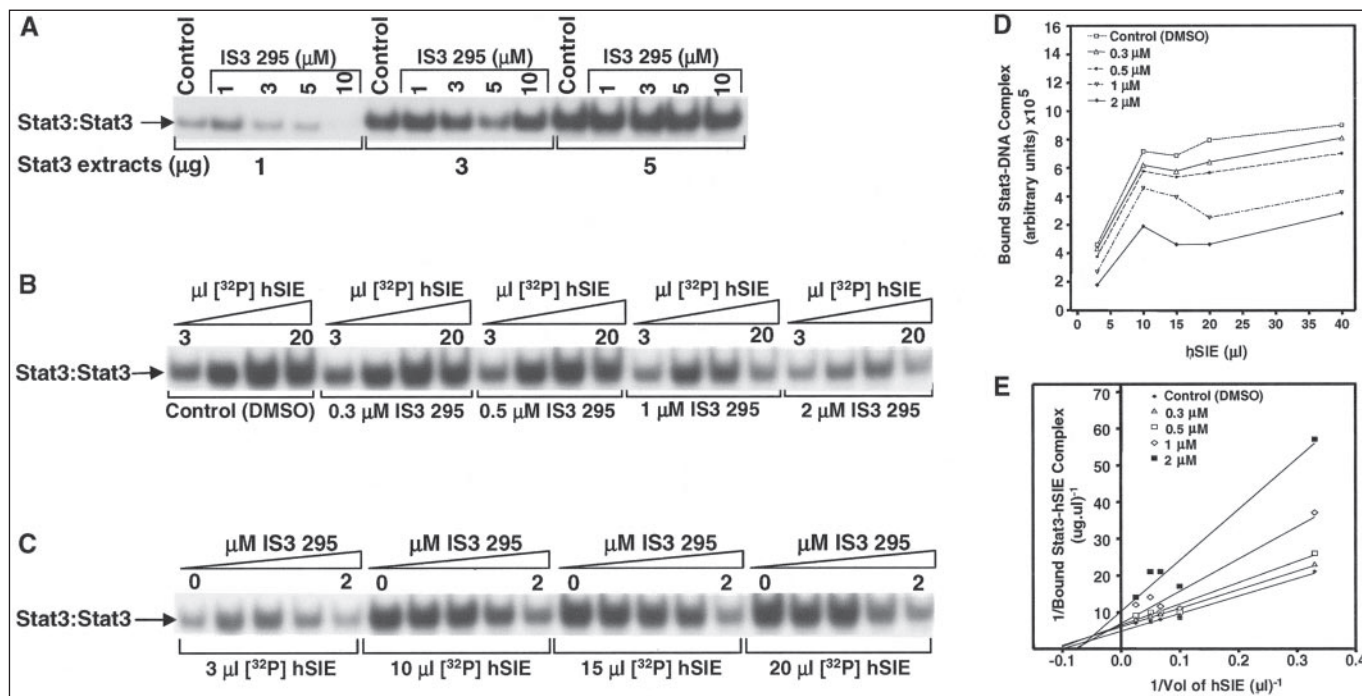 A
Control
IS3 295 (μM)
1 3 5 10
Control
IS3 295 (μM)
1 3 5 10
Control
IS3 295 (μM)
1 3 5 10
Stat3:Stat3
Stat3 extracts (μg) 1 3 5
B
μl [³²P] hSIE μl [³²P] hSIE μl [³²P] hSIE μl [³²P] hSIE μl [³²P] hSIE
3 20 3 20 3 20 3 20 3 20
Stat3:Stat3
Control (DMSO) 0.3 μM IS3 295 0.5 μM IS3 295 1 μM IS3 295 2 μM IS3 295
C
μM IS3 295 μM IS3 295 μM IS3 295 μM IS3 295
0 2 0 2 0 2 0 2
Stat3:Stat3
3 μl [³²P] hSIE 10 μl [³²P] hSIE 15 μl [³²P] hSIE 20 μl [³²P] hSIE
D
Bound Stat3-DNA Complex
(arbitrary units) x10⁵
16
14
12
10
8
6
2
4
2
0
Control (DMSO)
0.3 μM
0.5 μM
1 μM
2 μM
0 5 10 15 20 25 30 35 40
hSIE (μl)
E
1/Bound Stat3-hSIE Complex
(ug.ul)⁻¹
70
60
50
40
30
20
10
Control (DMSO)
0.3 μM
0.5 μM
1 μM
2 μM
-0.1 0.0 0.1 0.2 0.3 0.4
1/Vol of hSIE (μl)⁻¹